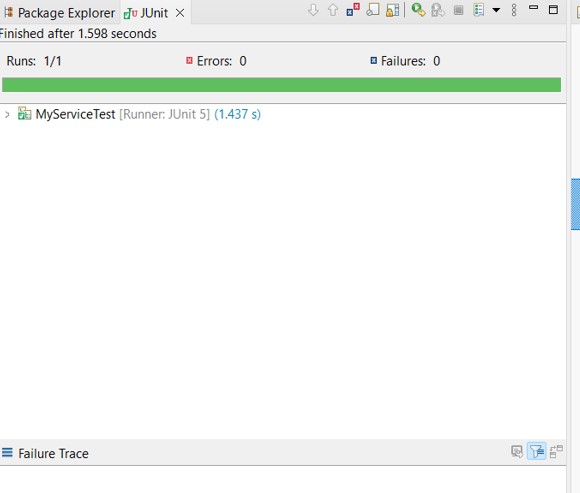 Package Explorer JUnit
Finished after 1.598 seconds
Runs: 1/1 Errors: 0 Failures: 0
MyServiceTest [Runner: JUnit 5] (1.437 s)
Failure Trace